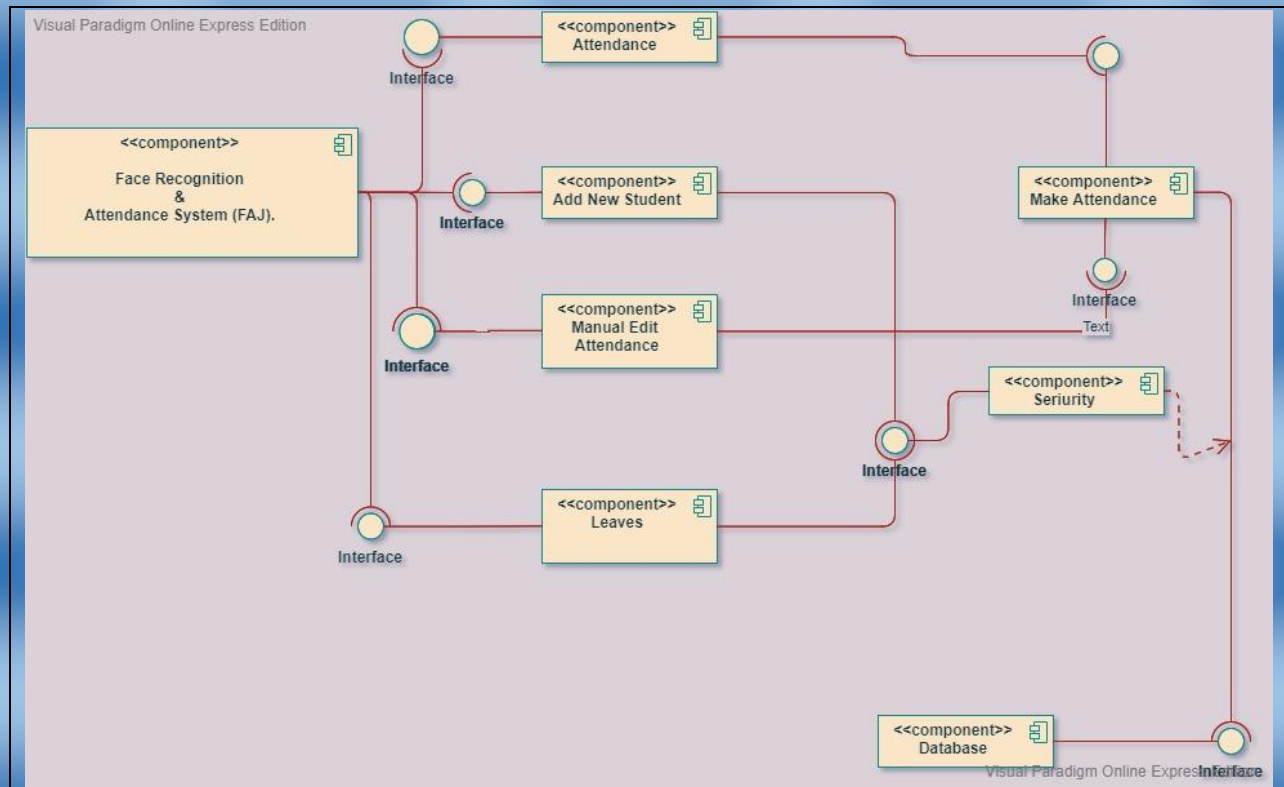 Visual Paradigm Online Express Edition
<<component>>
Attendance
Interface
<<component>>
Face Recognition
&
Attendance System (FAJ).
<<component>>
Add New Student
Interface
<<component>>
Make Attendance
Interface
Text
<<component>>
Manual Edit
Attendance
Interface
<<component>>
Seriurity
Interface
<<component>>
Leaves
Interface
<<component>>
Database
Interface
Visual Paradigm Online Express Edition